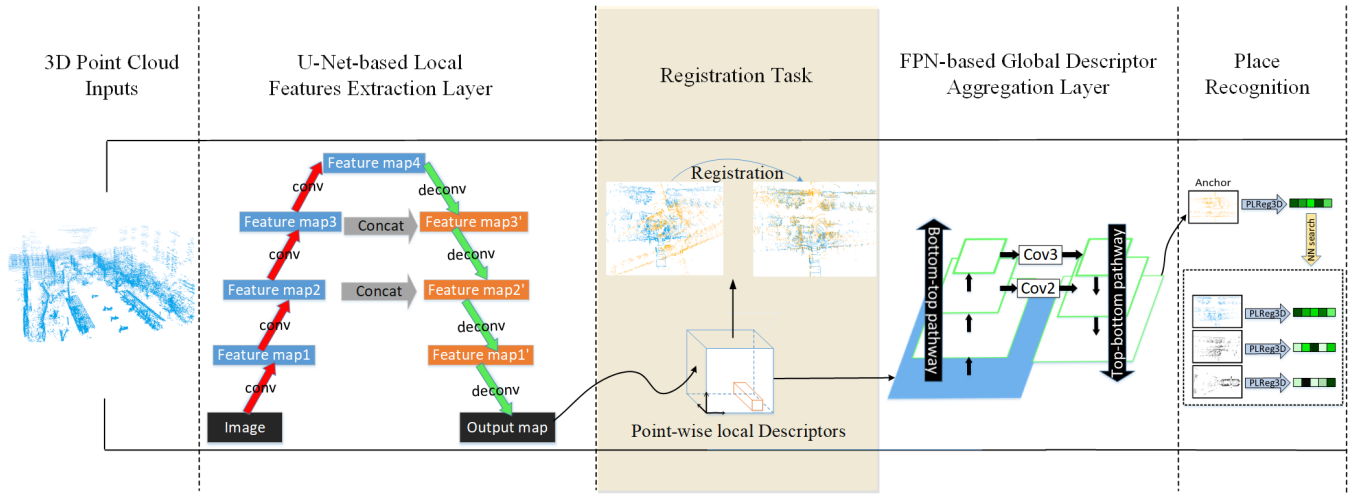 3D Point Cloud
Inputs
U-Net-based Local
Features Extraction Layer
Registration Task
FPN-based Global Descriptor
Aggregation Layer
Place
Recognition
Feature map4
conv
deconv
Feature map3
Concat
Feature map3'
conv
deconv
Feature map2
Concat
Feature map2'
conv
deconv
Feature map1
Feature map1'
conv
deconv
Image
Output map
Registration
Point-wise local Descriptors
Bottom-top pathway
Cov3
Cov2
Top-bottom pathway
Anchor
PLReg3D
NN search
PLReg3D
PLReg3D
PLReg3D